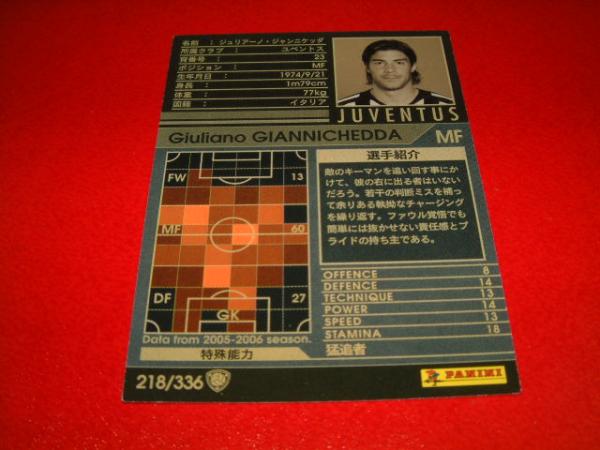 名前 : ジュリアーノ・ジャンニケッダ
所属クラブ : ユベントス
背番号 : 23
ポジション : MF
生年月日 : 1974/9/21
身長 : 1m79cm
体重 : 77kg
国籍 : イタリア
JUVENTUS
Giuliano GIANNICHEDDA MF
FW 13
MF 60
DF 27
GK
Data from 2005-2006 season.
選手紹介
敵のキーマンを追い回す事にか
けて、彼の右に出る者はいない
だろう。若干の判断ミスを補っ
て余りある執拗なチャージング
を繰り返す。ファウル覚悟でも
簡単には抜かせない責任感とプ
ライドの持ち主である。
OFFENCE 8
DEFENCE 14
TECHNIQUE 13
POWER 14
SPEED 13
STAMINA 18
特殊能力 猛追者
218/336
PANINI